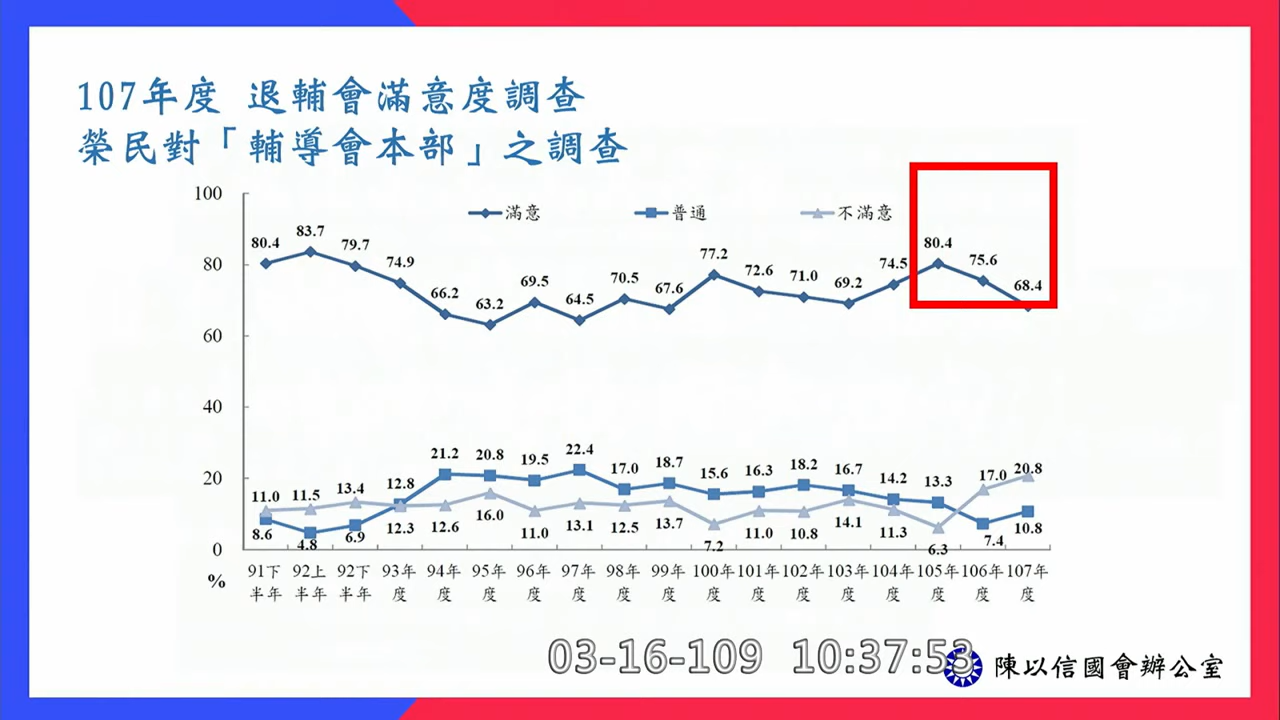 107年度 退輔會滿意度調查
榮民對「輔導會本部」之調查
100
80
60
40
20
0
%
滿意 普通 不滿意
80.4 83.7 79.7 74.9 66.2 63.2 69.5 64.5 70.5 67.6 77.2 72.6 71.0 69.2 74.5 80.4 75.6 68.4
11.0 11.5 13.4 12.8 21.2 20.8 19.5 22.4 17.0 18.7 15.6 16.3 18.2 16.7 14.2 13.3 17.0 20.8
8.6 4.8 6.9 12.3 12.6 16.0 11.0 13.1 12.5 13.7 7.2 11.0 10.8 14.1 11.3 6.3 7.4 10.8
91下 92上 92下 93年 94年 95年 96年 97年 98年 99年 100年 101年 102年 103年 104年 105年 106年 107年
半年 半年 半年 度 度 度 度 度 度 度 度 度 度 度 度 度 度 度
03-16-109 10:37:53
陳以信國會辦公室